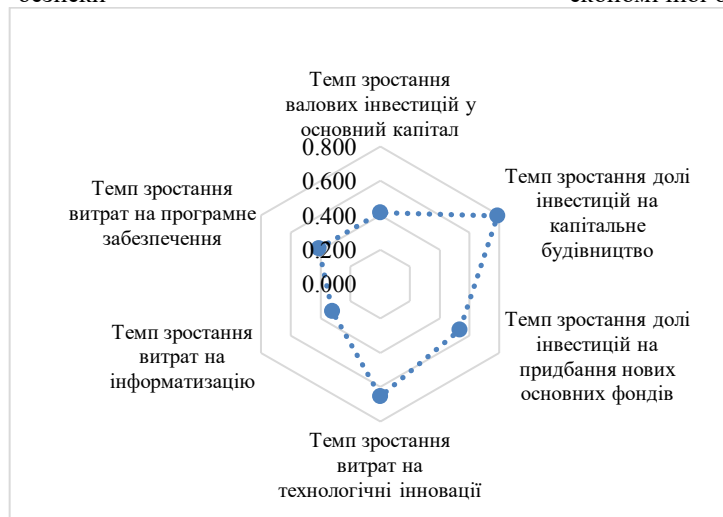 Темп зростання
валових інвестицій у
основний капітал
0.800
0.600
0.400
0.200
0.000
Темп зростання долі
інвестицій на
капітальне
будівництво
Темп зростання долі
інвестицій на
придбання нових
основних фондів
Темп зростання
витрат на
технологічні інновації
Темп зростання
витрат на
інформатизацію
Темп зростання
витрат на програмне
забезпечення